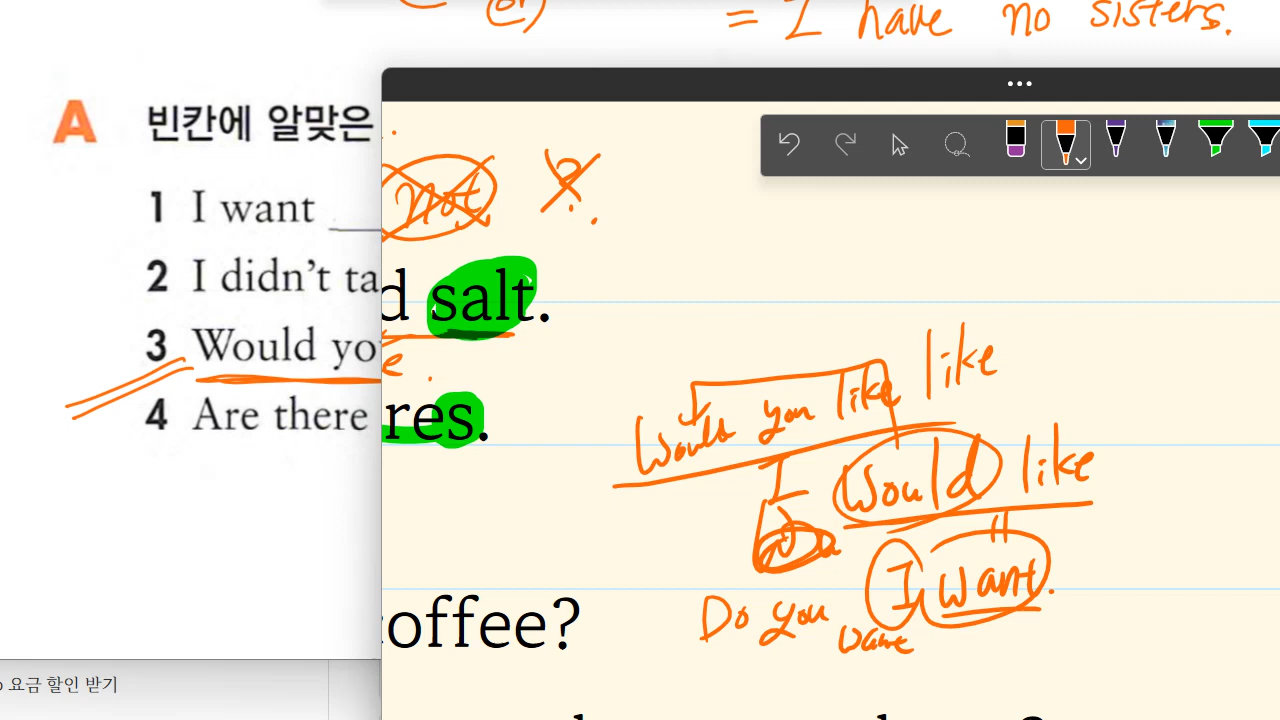 = I have no sisters.
A 빈칸에 알맞은
1 I want
2 I didn't ta
3 Would yo
4 Are there
not ?
d salt.
e.
res.
Would you like like
I would like
I want.
Do you want
offee?
요금 할인 받기